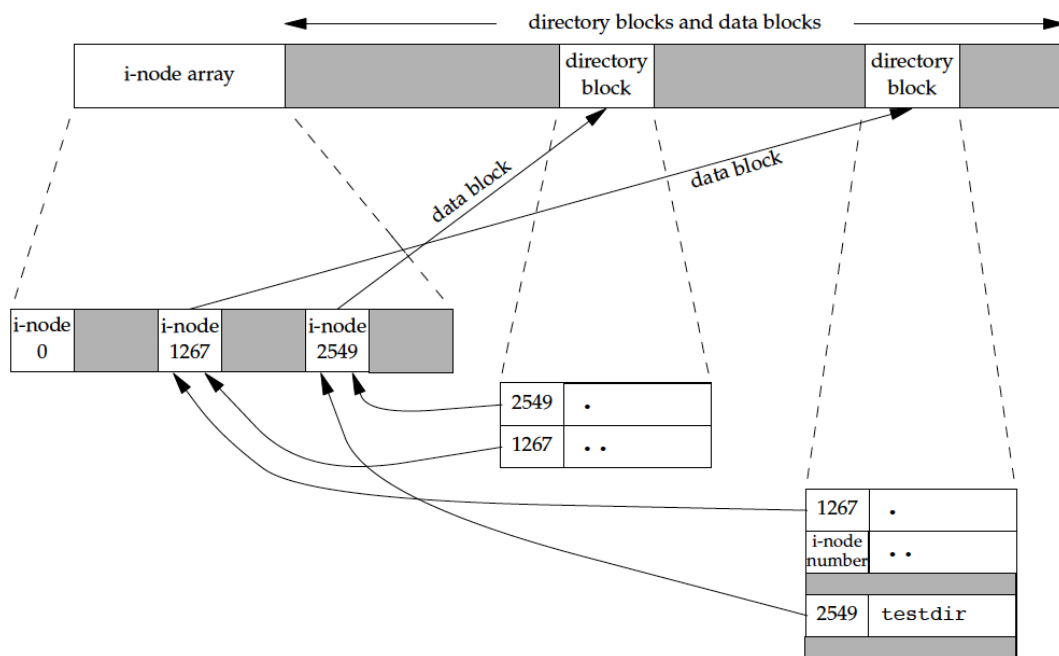 directory blocks and data blocks
i-node array
directory
block
directory
block
data block
data block
i-node
0
i-node
1267
i-node
2549
2549 .
1267 ..
1267 .
i-node
number ..
2549 testdir